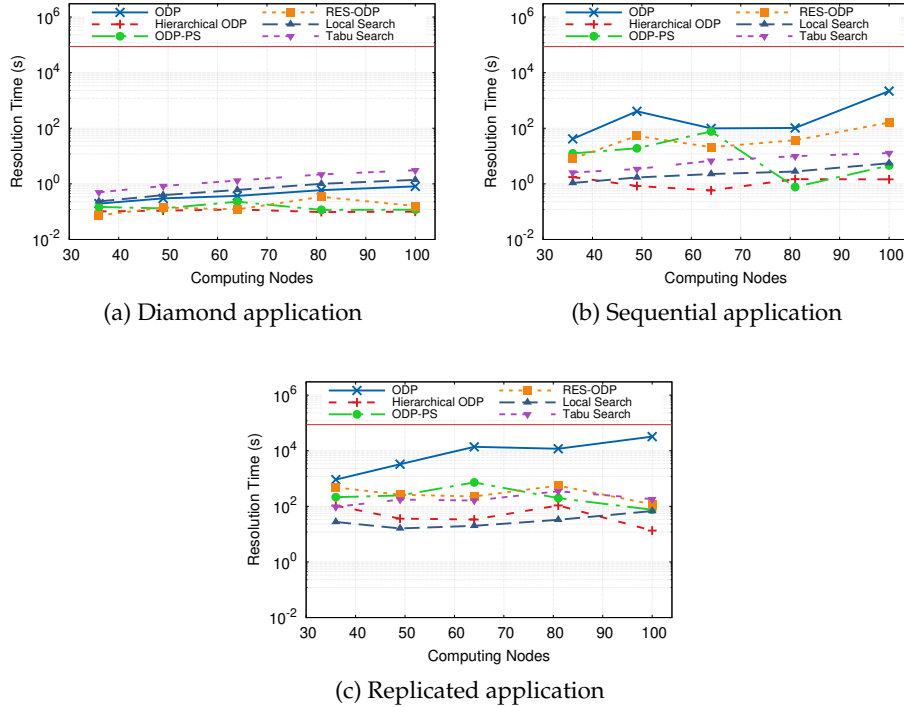 10^6
10^4
10^2
10^0
10^-2
Resolution Time (s)
ODP
Hierarchical ODP
ODP-PS
RES-ODP
Local Search
Tabu Search
30 40 50 60 70 80 90 100
Computing Nodes
(a) Diamond application
10^6
10^4
10^2
10^0
10^-2
Resolution Time (s)
ODP
Hierarchical ODP
ODP-PS
RES-ODP
Local Search
Tabu Search
30 40 50 60 70 80 90 100
Computing Nodes
(b) Sequential application
10^6
10^4
10^2
10^0
10^-2
Resolution Time (s)
ODP
Hierarchical ODP
ODP-PS
RES-ODP
Local Search
Tabu Search
30 40 50 60 70 80 90 100
Computing Nodes
(c) Replicated application